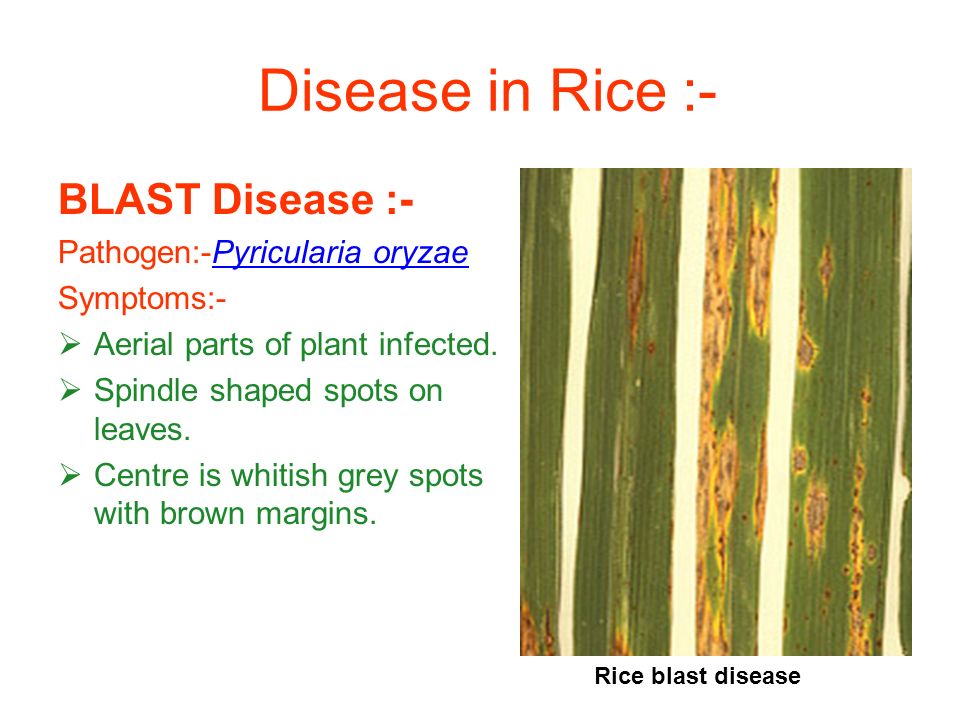 Disease in Rice :-
BLAST Disease :-
Pathogen:-Pyricularia oryzae
Symptoms:-
➢ Aerial parts of plant infected.
➢ Spindle shaped spots on
leaves.
➢ Centre is whitish grey spots
with brown margins.
Rice blast disease